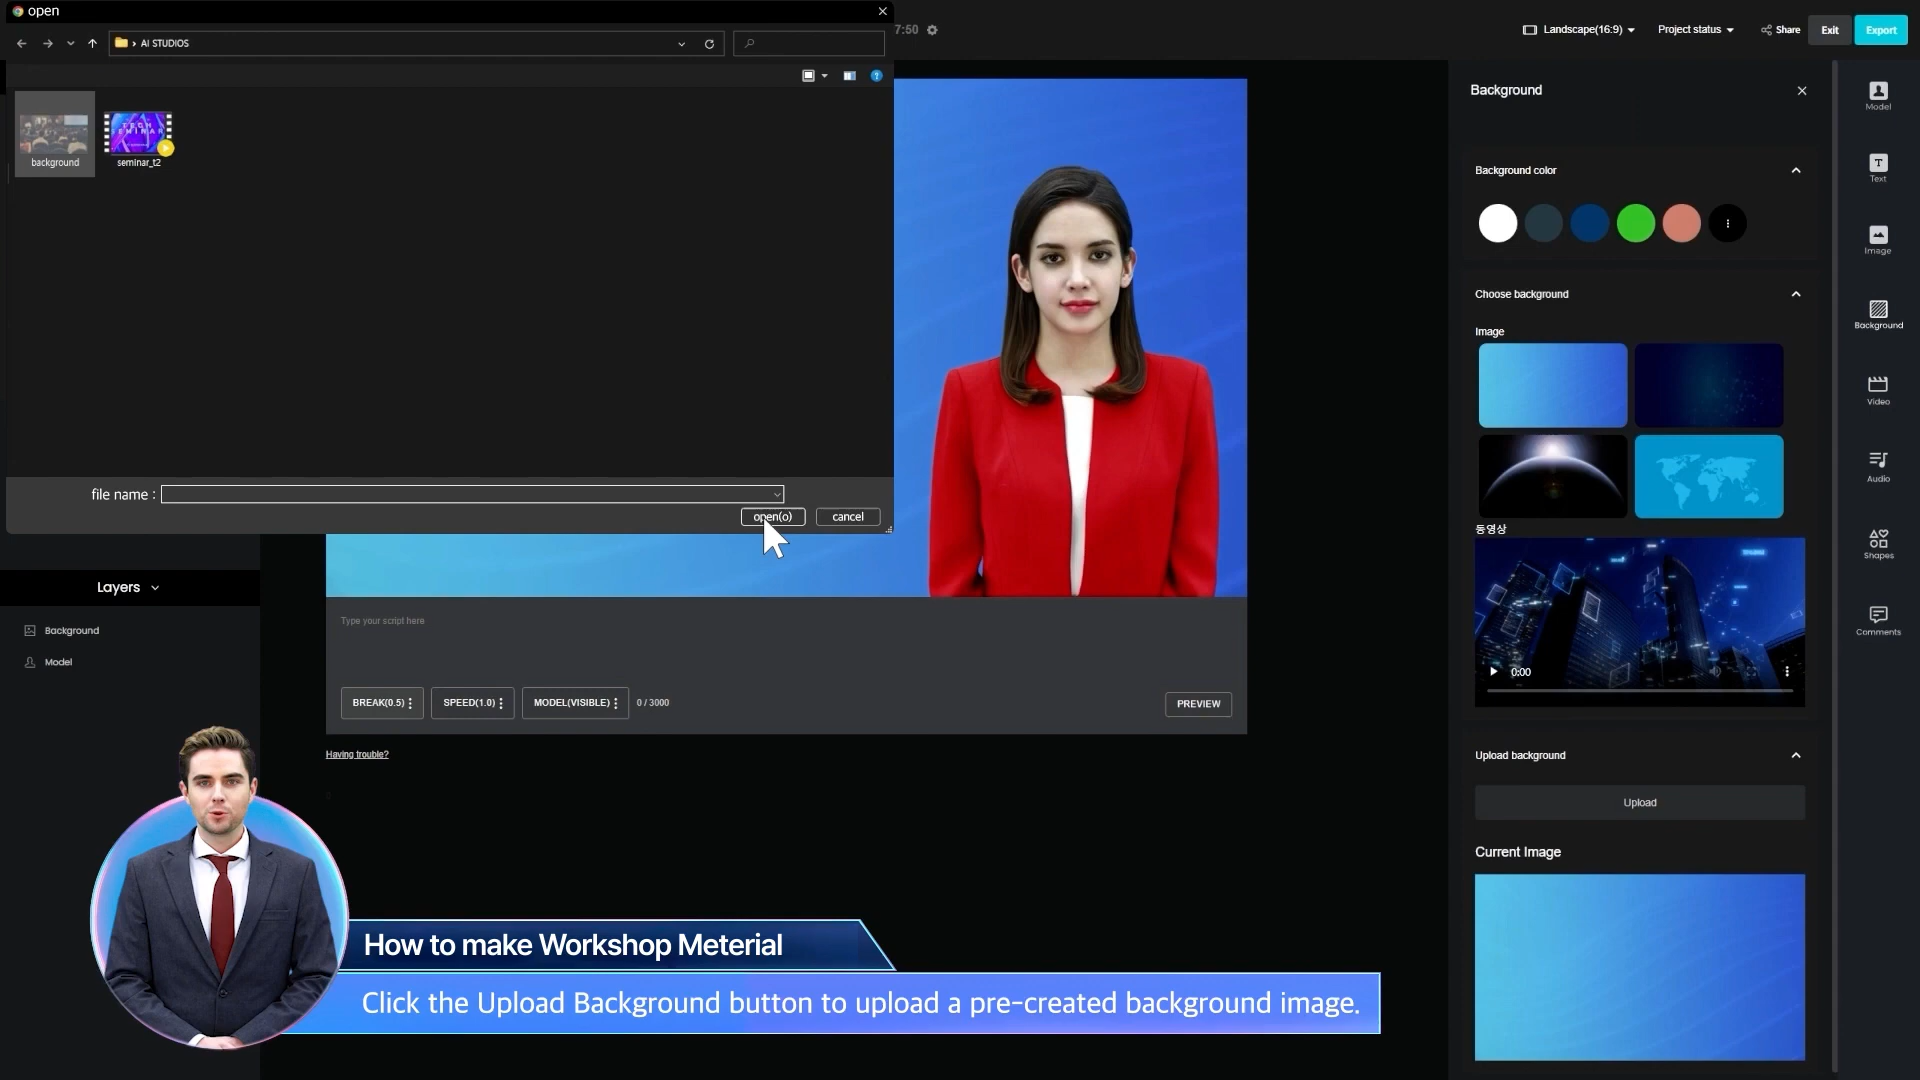 open
AI STUDIOS
background
seminar_t2
TECH
SEMINAR
file name :
open(o)
cancel
7:50
Landscape(16:9)
Project status
Share
Exit
Export
Background
Background color
Choose background
Image
동영상
0:00
Upload background
Upload
Current Image
Model
Text
Image
Background
Video
Audio
Shapes
Comments
Layers
Background
Model
Type your script here
BREAK(0.5)
SPEED(1.0)
MODEL(VISIBLE)
0 / 3000
PREVIEW
Having trouble?
How to make Workshop Meterial
Click the Upload Background button to upload a pre-created background image.